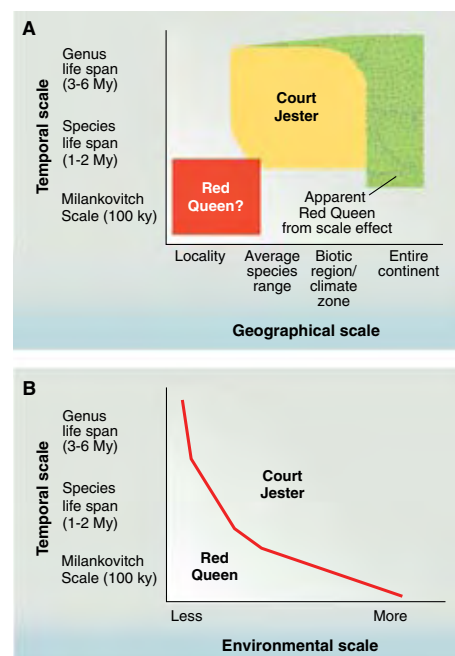 A
Temporal scale
Genus
life span
(3-6 My)
Species
life span
(1-2 My)
Milankovitch
Scale (100 ky)
Court
Jester
Red
Queen?
Apparent
Red Queen
from scale effect
Locality
Average
species
range
Biotic
region/
climate
zone
Entire
continent
Geographical scale
B
Temporal scale
Genus
life span
(3-6 My)
Species
life span
(1-2 My)
Milankovitch
Scale (100 ky)
Court
Jester
Red
Queen
Less
More
Environmental scale